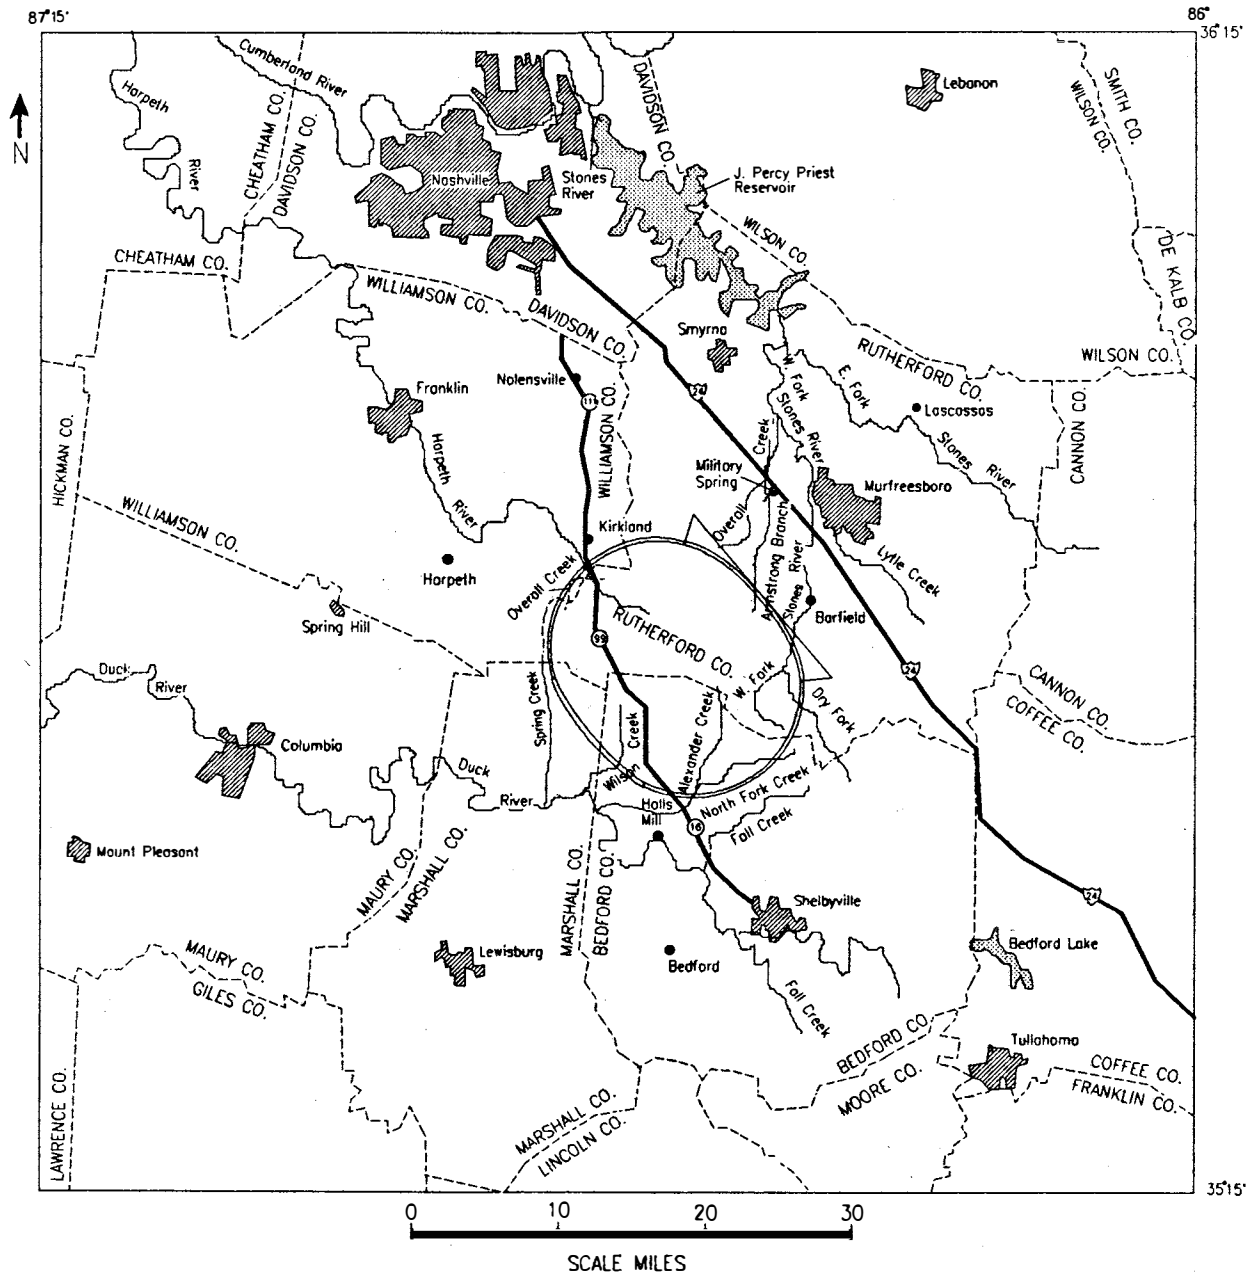 87°15'
86°
36°15'
N
Cumberland River
Harpeth
River
CHEATHAM CO.
DAVIDSON CO.
DAVIDSON CO.
Lebanon
SMITH CO.
WILSON CO.
Nashville
Stones
River
J. Percy Priest
Reservoir
WILSON CO.
DE KALB CO.
CHEATHAM CO.
WILLIAMSON CO.
DAVIDSON CO.
Smyrna
RUTHERFORD CO.
WILSON CO.
W. Fork
Stones River
E. Fork
Stones River
Nolensville
Franklin
24
Lascassas
HICKMAN CO.
Harpeth
River
WILLIAMSON CO.
CANNON CO.
Creek
Overall
Military
Spring
Murfreesboro
WILLIAMSON CO.
Kirkland
Harpeth
Overall Creek
Armstrong Branch
Stones River
Lytle Creek
Barfield
Spring Hill
99
RUTHERFORD CO.
Duck
River
Spring Creek
W. Fork
Dry Fork
24
CANNON CO.
COFFEE CO.
Columbia
Creek
Wilson
Alexander Creek
Duck
River
Halls
Mill
North Fork Creek
16
Fall Creek
Mount Pleasant
MAURY CO.
MARSHALL CO.
MARSHALL CO.
BEDFORD CO.
Shelbyville
24
MAURY CO.
GILES CO.
Lewisburg
Bedford
Bedford Lake
Fall Creek
BEDFORD CO.
MOORE CO.
Tullahoma
COFFEE CO.
FRANKLIN CO.
LAWRENCE CO.
MARSHALL CO.
LINCOLN CO.
35°15'
0
10
20
30
SCALE MILES